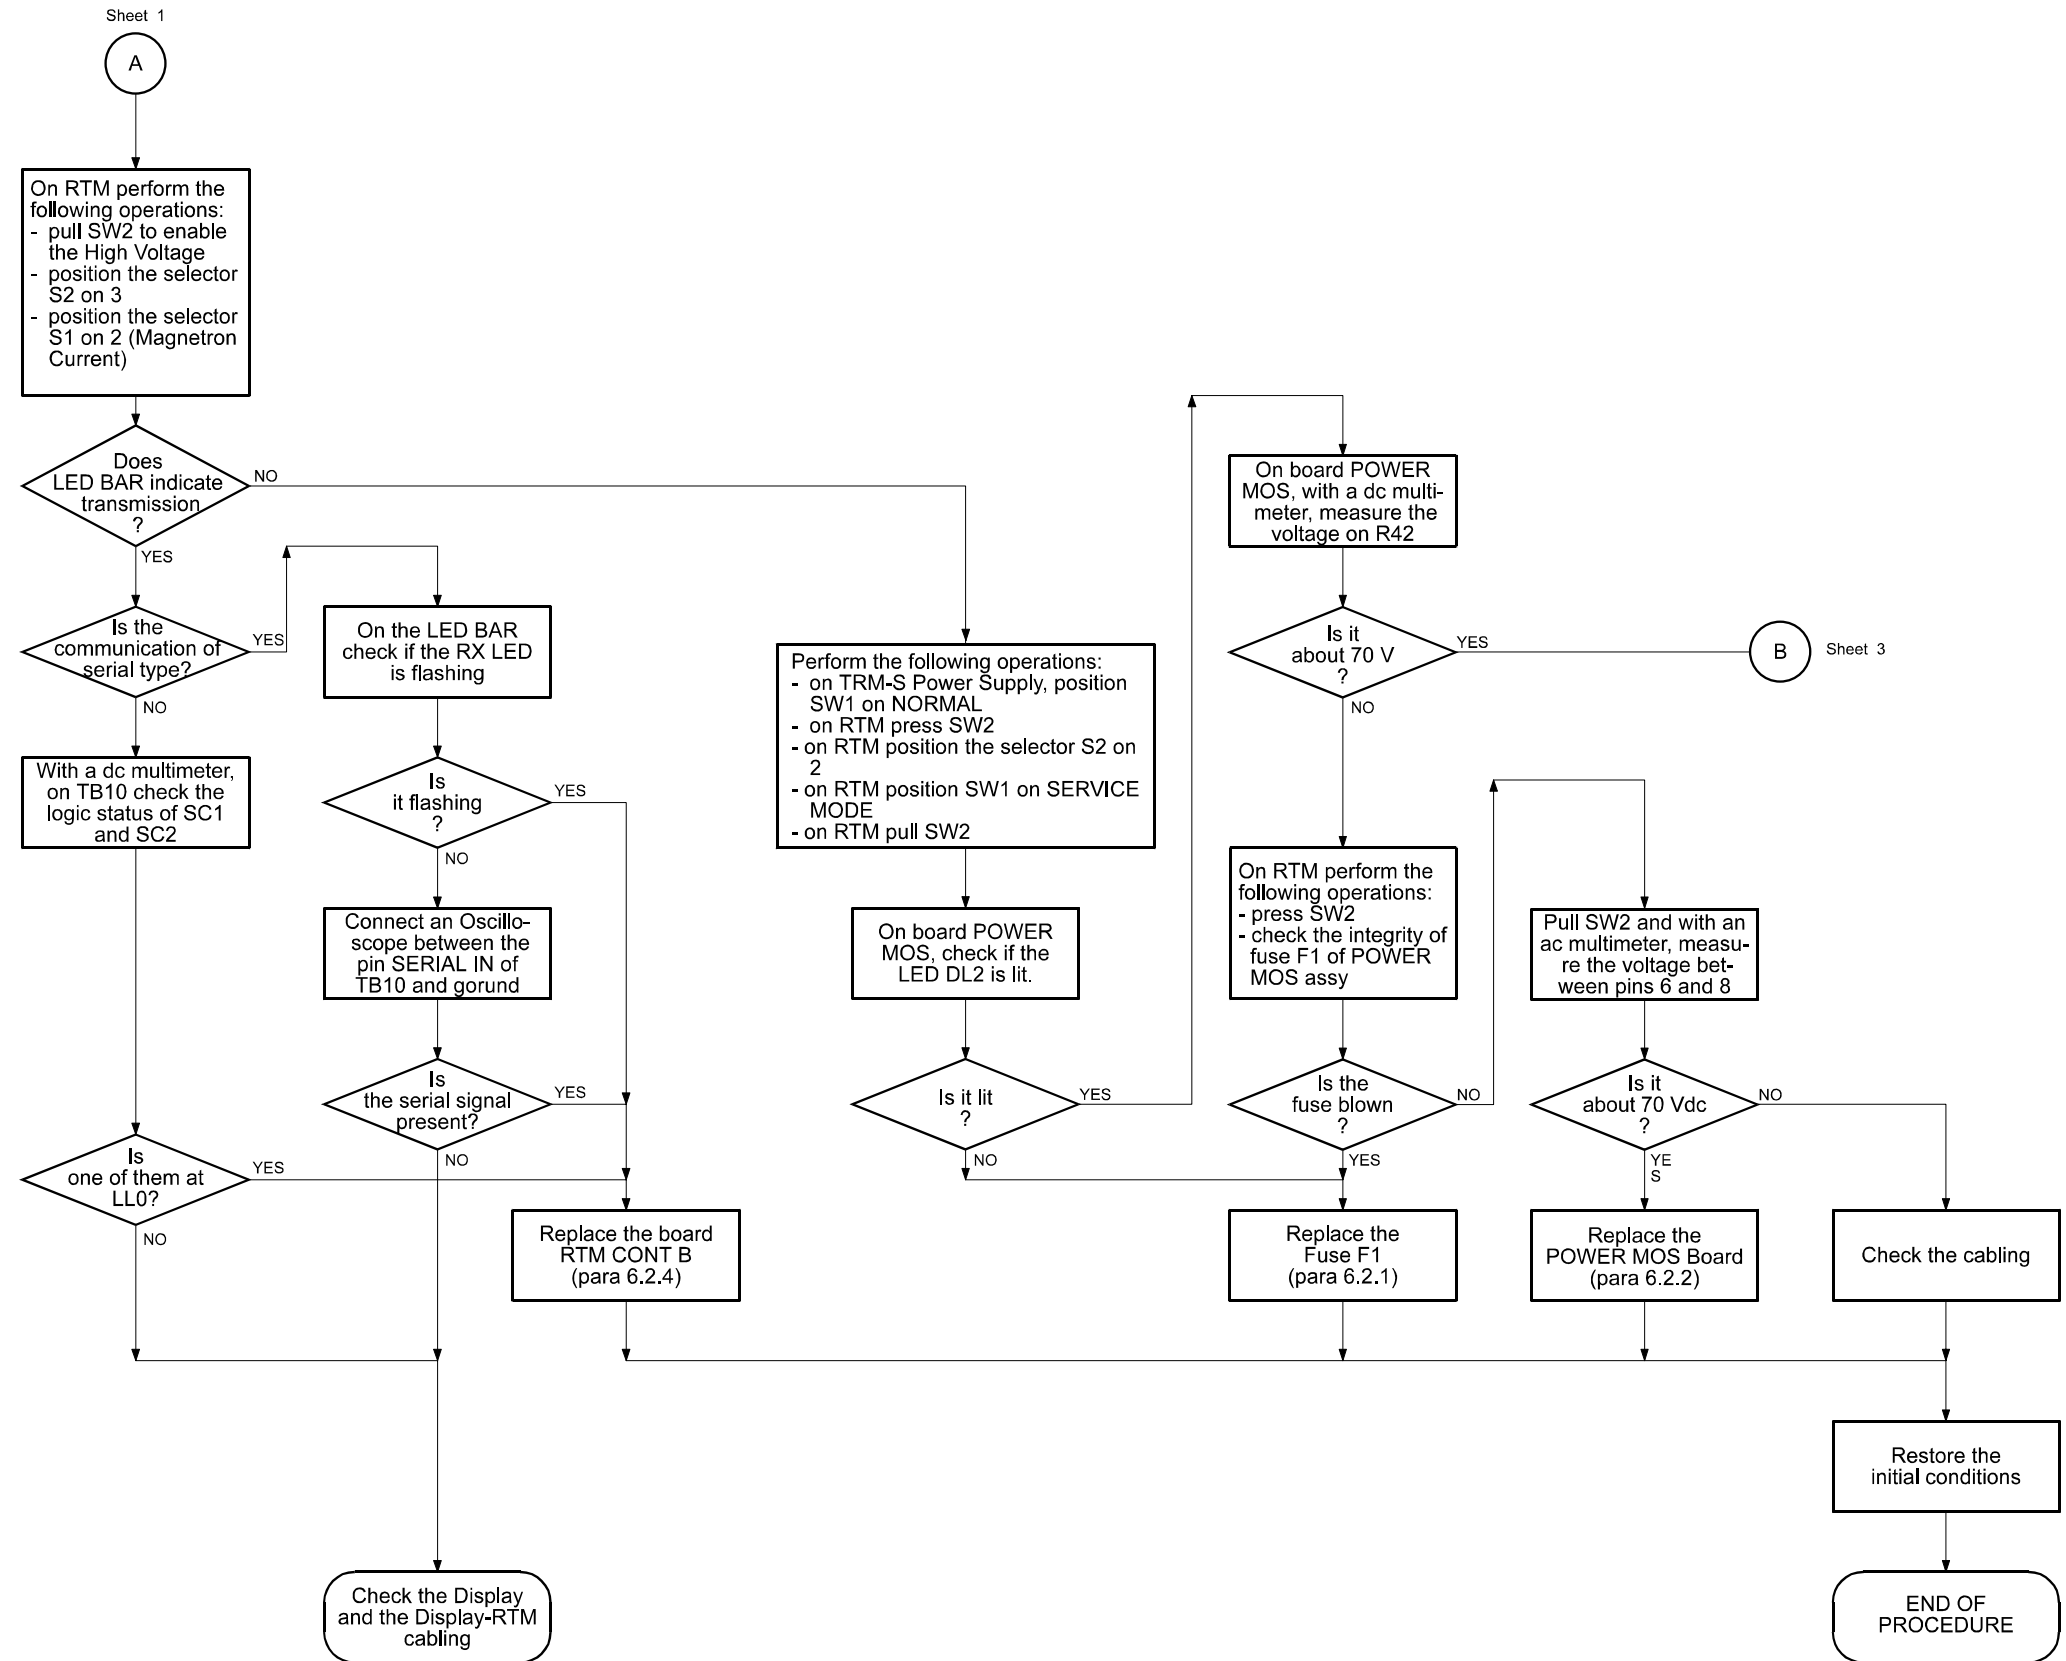 Sheet 1
A
On RTM perform the
following operations:
- pull SW2 to enable
the High Voltage
- position the selector
S2 on 3
- position the selector
S1 on 2 (Magnetron
Current)
Does
LED BAR indicate
transmission
?
NO
YES
Is the
communication of
serial type?
YES
NO
With a dc multimeter,
on TB10 check the
logic status of SC1
and SC2
Is
one of them at
LL0?
YES
NO
On the LED BAR
check if the RX LED
is flashing
Is
it flashing
?
YES
NO
Connect an Oscillo-
scope between the
pin SERIAL IN of
TB10 and gorund
Is
the serial signal
present?
YES
NO
Replace the board
RTM CONT B
(para 6.2.4)
Check the Display
and the Display-RTM
cabling
Perform the following operations:
- on TRM-S Power Supply, position
SW1 on NORMAL
- on RTM press SW2
- on RTM position the selector S2 on
2
- on RTM position SW1 on SERVICE
MODE
- on RTM pull SW2
On board POWER
MOS, check if the
LED DL2 is lit.
Is it lit
?
YES
NO
On board POWER
MOS, with a dc multi-
meter, measure the
voltage on R42
Is it
about 70 V
?
YES
B
Sheet 3
NO
On RTM perform the
following operations:
- press SW2
- check the integrity of
fuse F1 of POWER
MOS assy
Is the
fuse blown
?
NO
YES
Replace the
Fuse F1
(para 6.2.1)
Pull SW2 and with an
ac multimeter, measu-
re the voltage bet-
ween pins 6 and 8
Is it
about 70 Vdc
?
NO
YE
S
Replace the
POWER MOS Board
(para 6.2.2)
Check the cabling
Restore the
initial conditions
END OF
PROCEDURE